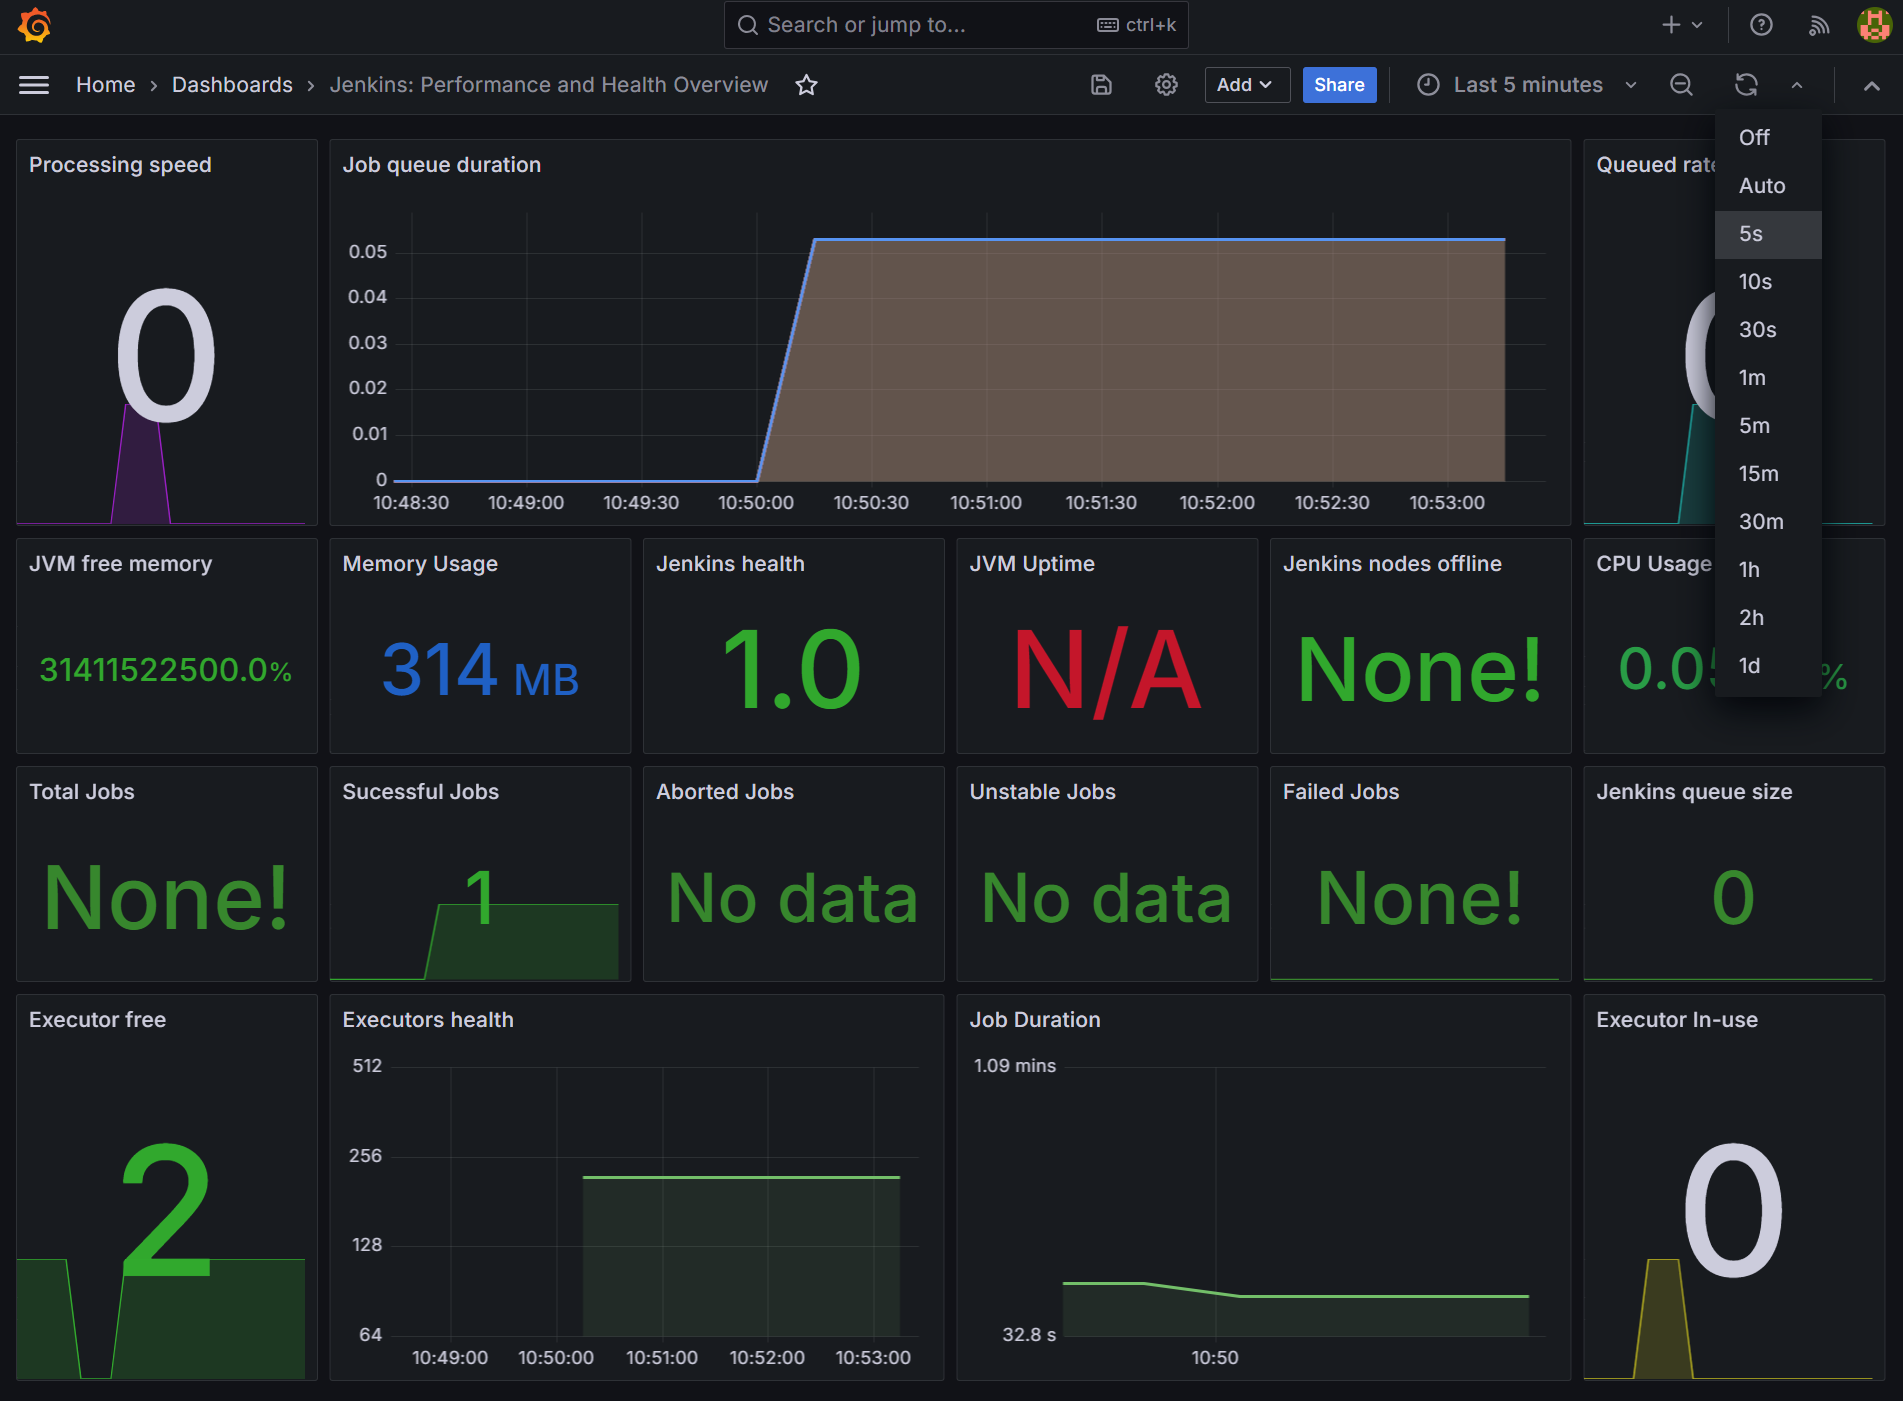 Search or jump to...
ctrl+k
Home › Dashboards › Jenkins: Performance and Health Overview
Add
Share
Last 5 minutes
Off
Auto
5s
10s
30s
1m
5m
15m
30m
1h
2h
1d
Processing speed
0
Job queue duration
0.05
0.04
0.03
0.02
0.01
0
10:48:30 10:49:00 10:49:30 10:50:00 10:50:30 10:51:00 10:51:30 10:52:00 10:52:30 10:53:00
Queued rate
JVM free memory
31411522500.0%
Memory Usage
314 MB
Jenkins health
1.0
JVM Uptime
N/A
Jenkins nodes offline
None!
CPU Usage
%
Total Jobs
None!
Sucessful Jobs
1
Aborted Jobs
No data
Unstable Jobs
No data
Failed Jobs
None!
Jenkins queue size
0
Executor free
2
Executors health
512
256
128
64
10:49:00 10:50:00 10:51:00 10:52:00 10:53:00
Job Duration
1.09 mins
32.8 s
10:50
Executor In-use
0